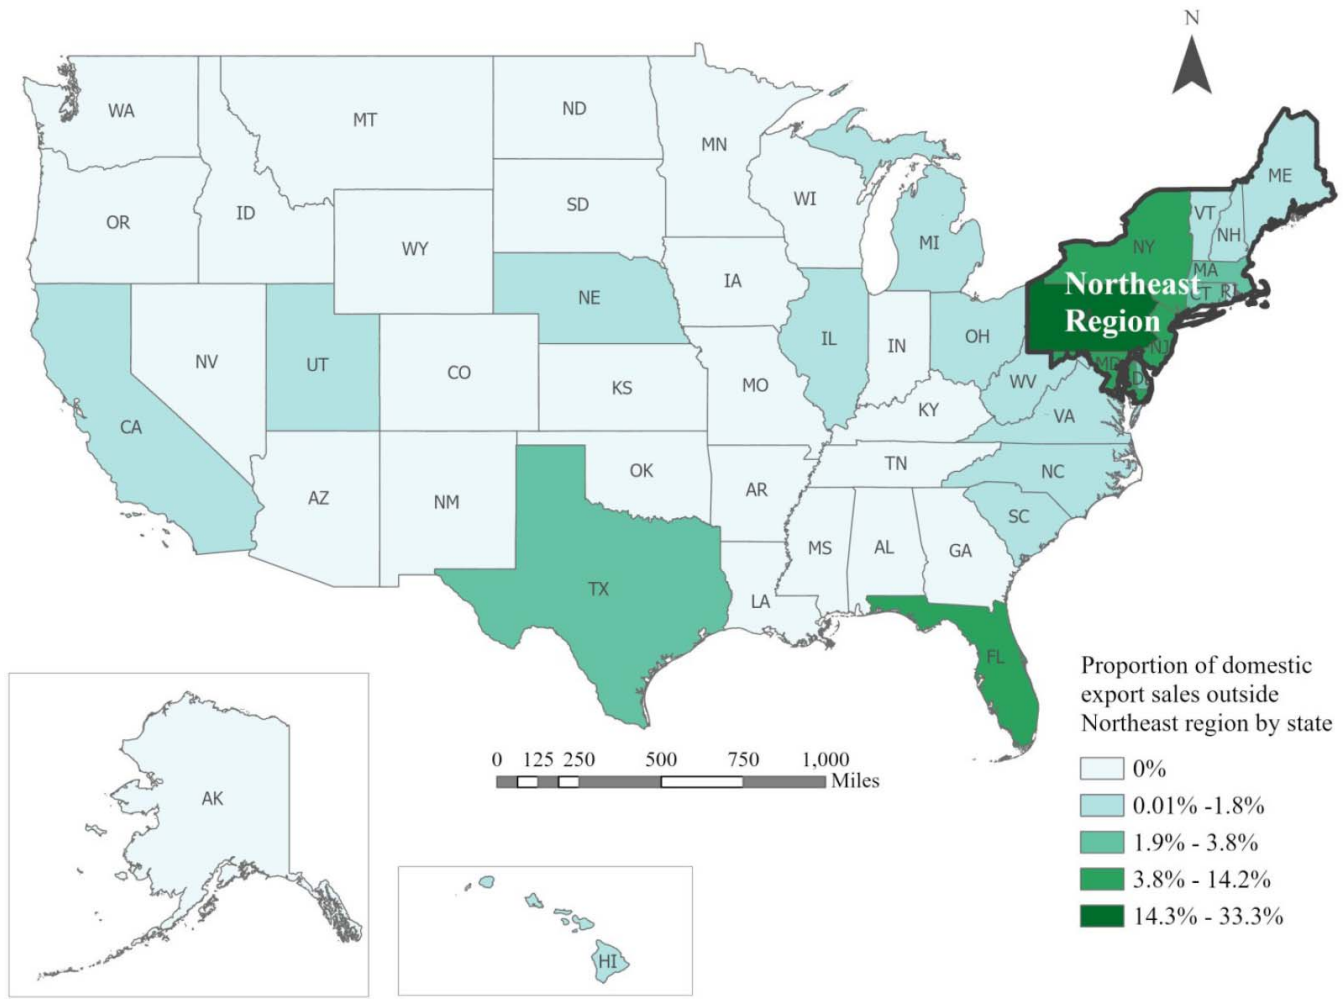 N
WA
MT
ND
MN
ME
OR
ID
SD
WI
MI
VT
NH
NY
WY
IA
MA
NE
Northeast
CT RI
Region
NV
UT
CO
IL
IN
OH
NJ
MD
KS
MO
WV
CA
KY
VA
OK
TN
NC
AZ
NM
AR
SC
MS
AL
GA
TX
LA
FL
Proportion of domestic
export sales outside
Northeast region by state
0%
0.01% -1.8%
1.9% - 3.8%
3.8% - 14.2%
14.3% - 33.3%
0 125 250 500 750 1,000
Miles
AK
HI